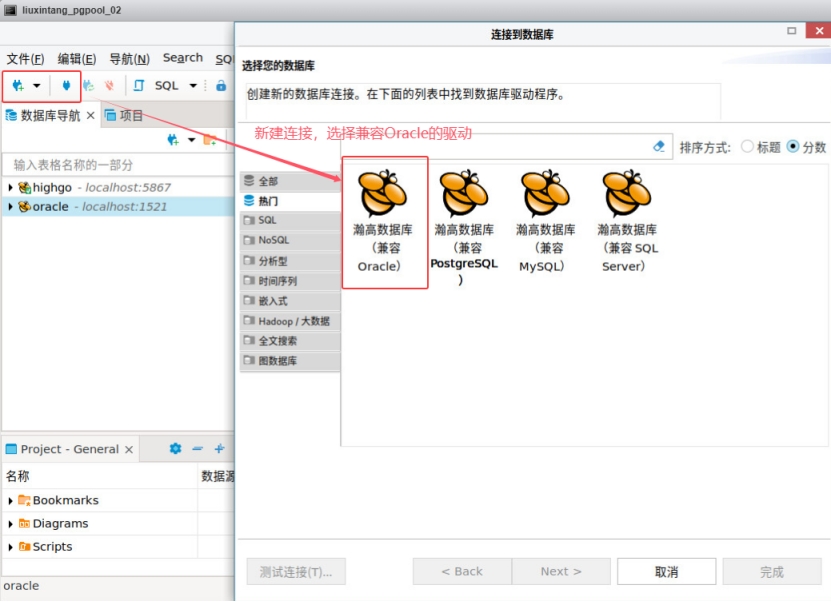 liuxintang_pgpool_02
连接到数据库
文件(F) 编辑(E) 导航(N) Search SQ
选择您的数据库
SQL
创建新的数据库连接。在下面的列表中找到数据库驱动程序。
数据库导航 项目
新建连接，选择兼容Oracle的驱动
排序方式: 标题 分数
输入表格名称的一部分
highgo - localhost:5867
oracle - localhost:1521
全部
热门
SQL
NoSQL
分析型
时间序列
嵌入式
Hadoop / 大数据
全文搜索
图数据库
瀚高数据库
（兼容
Oracle）
瀚高数据库
（兼容
PostgreSQL
）
瀚高数据库
（兼容
MySQL）
瀚高数据库
（兼容 SQL
Server）
Project - General
名称 数据源
Bookmarks
Diagrams
Scripts
测试连接(T)... < Back Next > 取消 完成
oracle